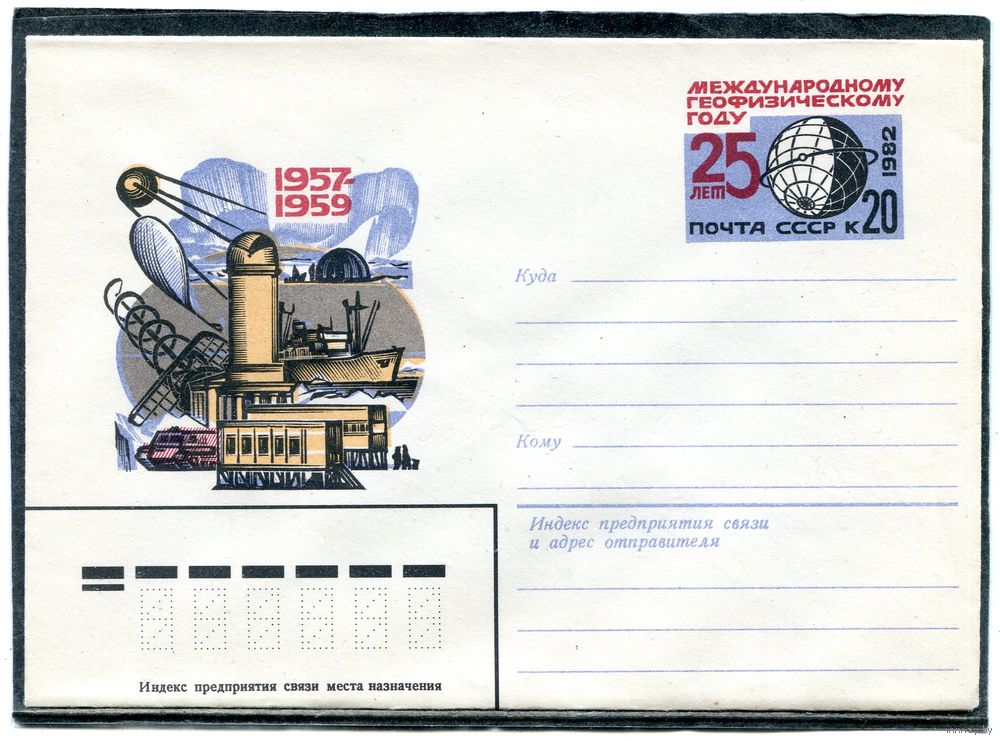 МЕЖДУНАРОДНОМУ
ГЕОФИЗИЧЕСКОМУ
ГОДУ
25
ЛЕТ
1982
ПОЧТА СССР К 20
1957-
1959
Куда
Кому
Индекс предприятия связи
и адрес отправителя
Индекс предприятия связи места назначения